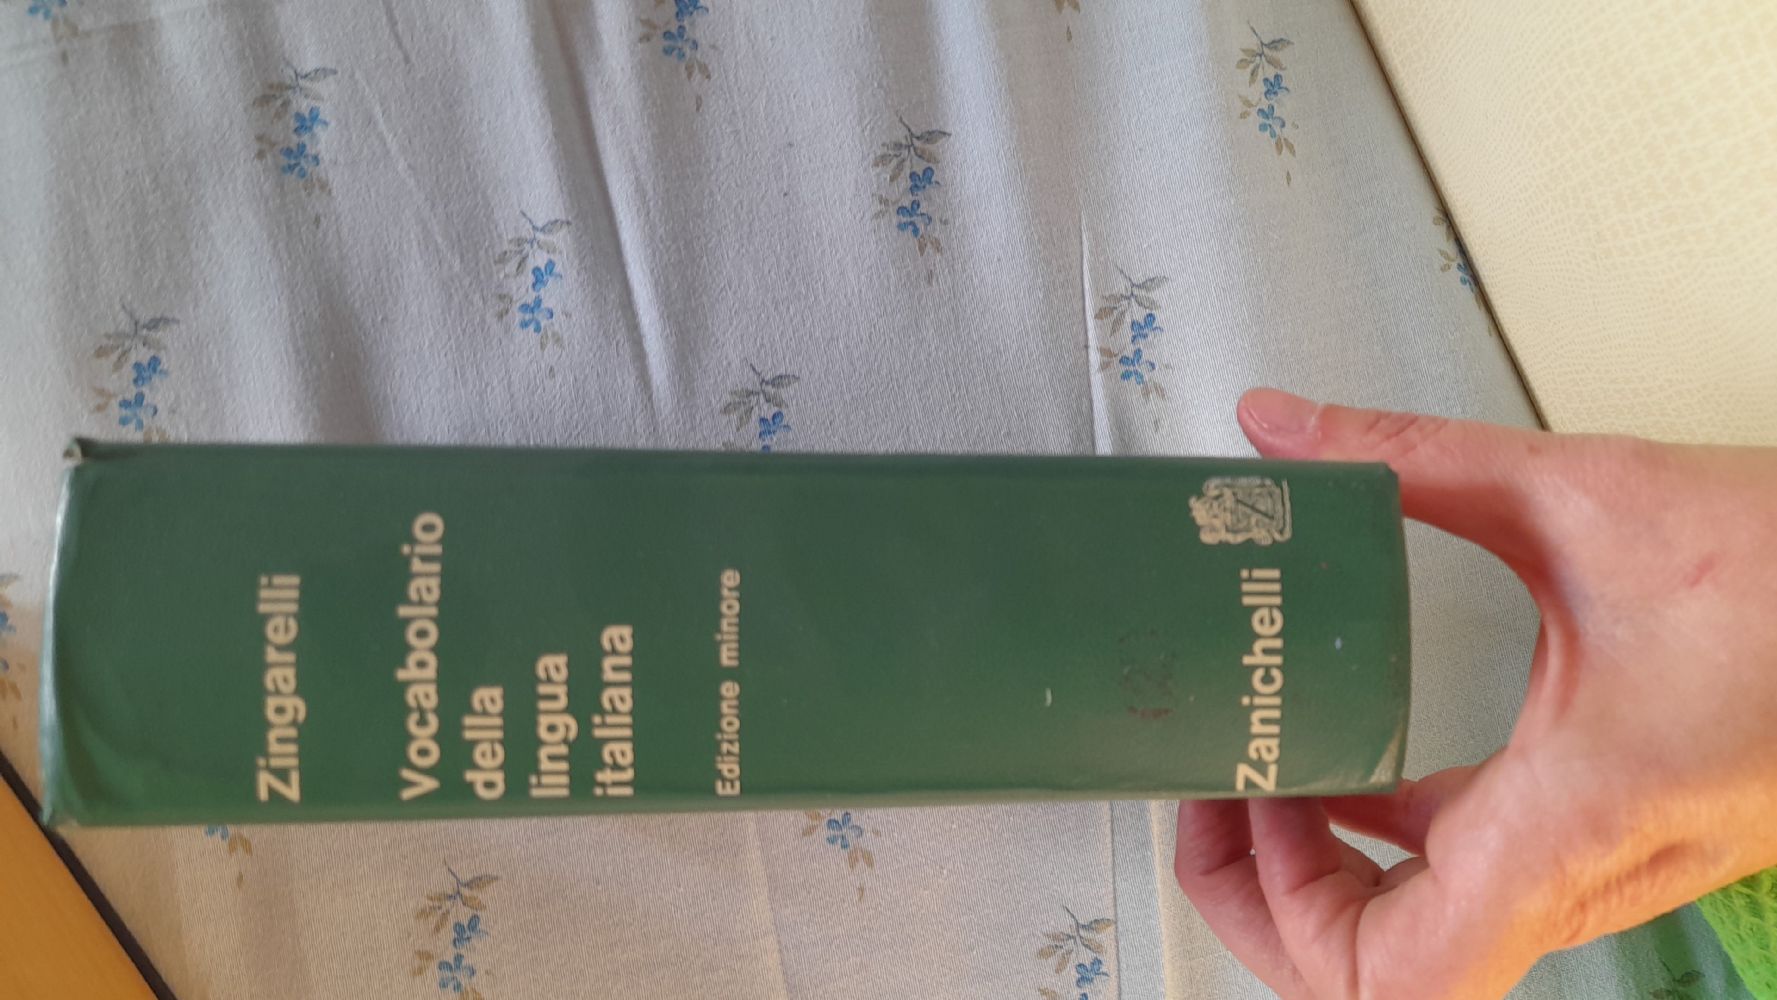 Zingarelli
Vocabolario
della
lingua
italiana
Edizione minore
Zanichelli